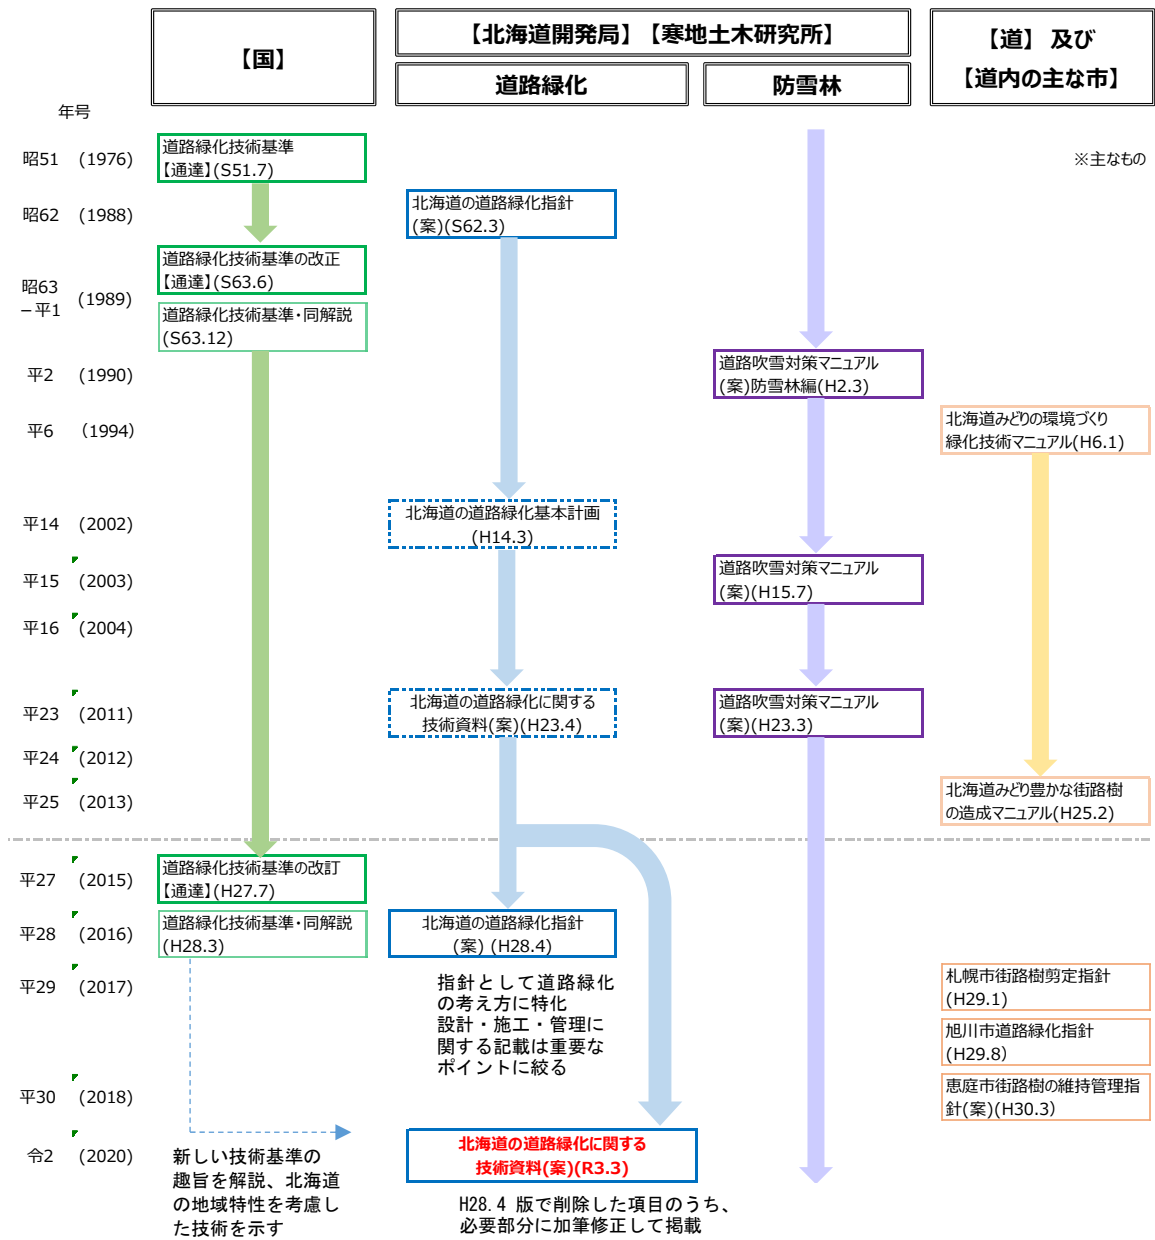 【国】
【北海道開発局】【寒地土木研究所】
道路緑化
防雪林
【道】 及び
【道内の主な市】
年号
※主なもの
昭51 (1976)
道路緑化技術基準
【通達】(S51.7)
昭62 (1988)
北海道の道路緑化指針
(案)(S62.3)
昭63
－平1
(1989)
道路緑化技術基準の改正
【通達】(S63.6)
道路緑化技術基準・同解説
(S63.12)
平2 (1990)
道路吹雪対策マニュアル
(案)防雪林編(H2.3)
平6 (1994)
北海道みどりの環境づくり
緑化技術マニュアル(H6.1)
平14 (2002)
北海道の道路緑化基本計画
(H14.3)
平15 (2003)
道路吹雪対策マニュアル
(案)(H15.7)
平16 (2004)
平23 (2011)
北海道の道路緑化に関する
技術資料(案)(H23.4)
道路吹雪対策マニュアル
(案)(H23.3)
平24 (2012)
平25 (2013)
北海道みどり豊かな街路樹
の造成マニュアル(H25.2)
平27 (2015)
道路緑化技術基準の改訂
【通達】(H27.7)
平28 (2016)
道路緑化技術基準・同解説
(H28.3)
北海道の道路緑化指針
(案) (H28.4)
指針として道路緑化
の考え方に特化
設計・施工・管理に
関する記載は重要な
ポイントに絞る
平29 (2017)
札幌市街路樹剪定指針
(H29.1)
旭川市道路緑化指針
(H29.8)
平30 (2018)
恵庭市街路樹の維持管理指
針(案)(H30.3)
令2 (2020)
新しい技術基準の
趣旨を解説、北海道
の地域特性を考慮し
た技術を示す
北海道の道路緑化に関する
技術資料(案)(R3.3)
H28.4 版で削除した項目のうち、
必要部分に加筆修正して掲載